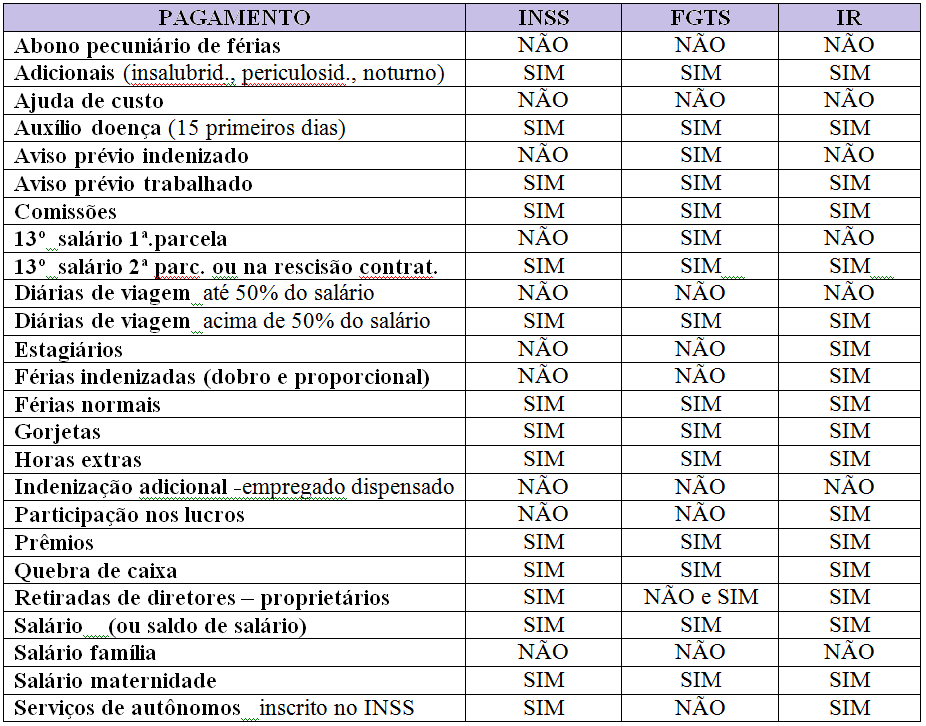 PAGAMENTO INSS FGTS IR
Abono pecuniário de férias NÃO NÃO NÃO
Adicionais (insalubrid., periculosid., noturno) SIM SIM SIM
Ajuda de custo NÃO NÃO NÃO
Auxílio doença (15 primeiros dias) SIM SIM SIM
Aviso prévio indenizado NÃO SIM NÃO
Aviso prévio trabalhado SIM SIM SIM
Comissões SIM SIM SIM
13º salário 1ª.parcela NÃO SIM NÃO
13º salário 2ª parc. ou na rescisão contrat. SIM SIM SIM
Diárias de viagem até 50% do salário NÃO NÃO NÃO
Diárias de viagem acima de 50% do salário SIM SIM SIM
Estagiários NÃO NÃO SIM
Férias indenizadas (dobro e proporcional) NÃO NÃO SIM
Férias normais SIM SIM SIM
Gorjetas SIM SIM SIM
Horas extras SIM SIM SIM
Indenização adicional -empregado dispensado NÃO NÃO NÃO
Participação nos lucros NÃO NÃO SIM
Prêmios SIM SIM SIM
Quebra de caixa SIM SIM SIM
Retiradas de diretores – proprietários SIM NÃO e SIM SIM
Salário (ou saldo de salário) SIM SIM SIM
Salário família NÃO NÃO NÃO
Salário maternidade SIM SIM SIM
Serviços de autônomos inscrito no INSS SIM NÃO SIM